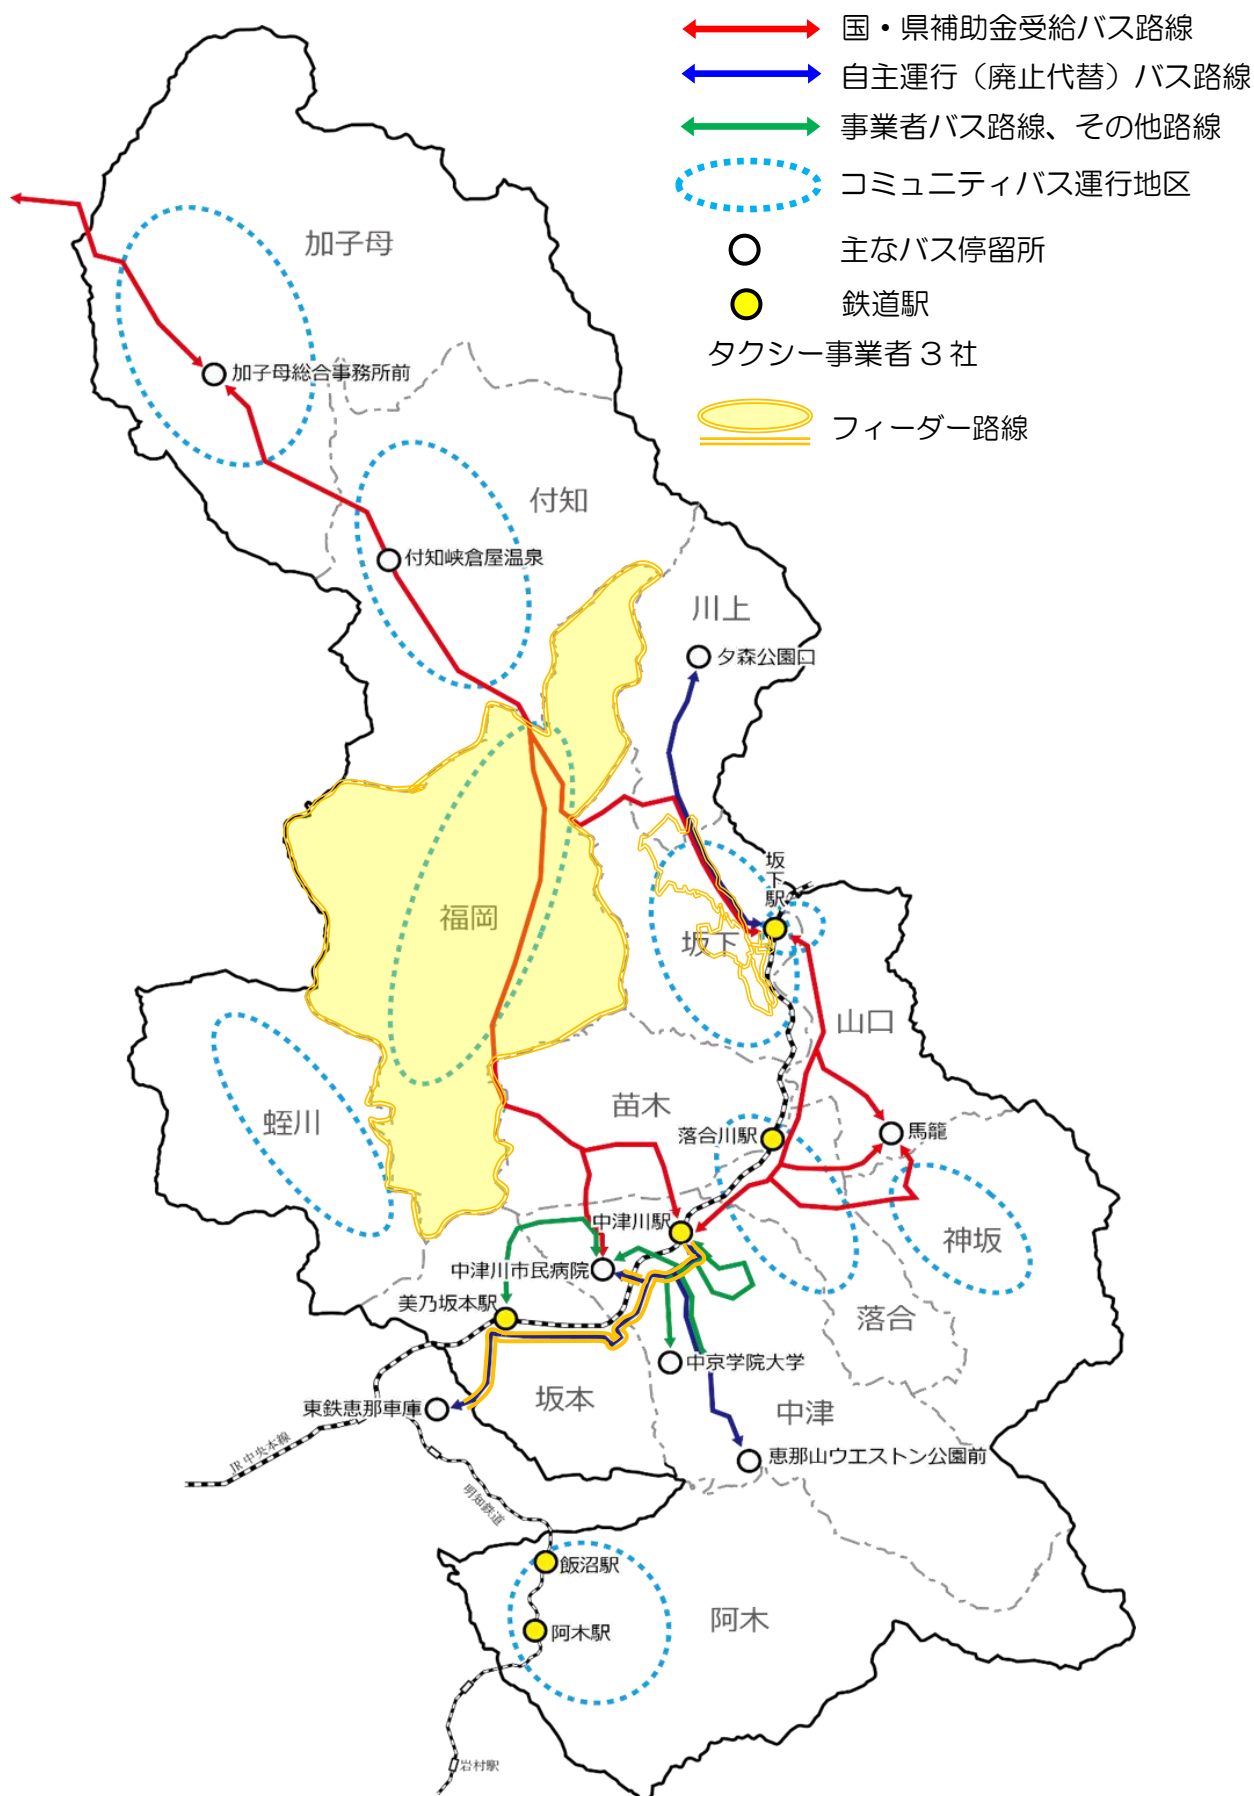 国・県補助金受給バス路線
自主運行（廃止代替）バス路線
事業者バス路線、その他路線
コミュニティバス運行地区
主なバス停留所
鉄道駅
タクシー事業者３社
フィーダー路線
加子母
加子母総合事務所前
付知
付知峡倉屋温泉
川上
夕森公園口
坂下駅
福岡
坂下
山口
苗木
蛭川
落合川駅
馬籠
中津川駅
神坂
中津川市民病院
美乃坂本駅
落合
中京学院大学
坂本
東鉄恵那車庫
中津
JR中央本線
恵那山ウエストン公園前
明知鉄道
飯沼駅
阿木
阿木駅
岩村駅